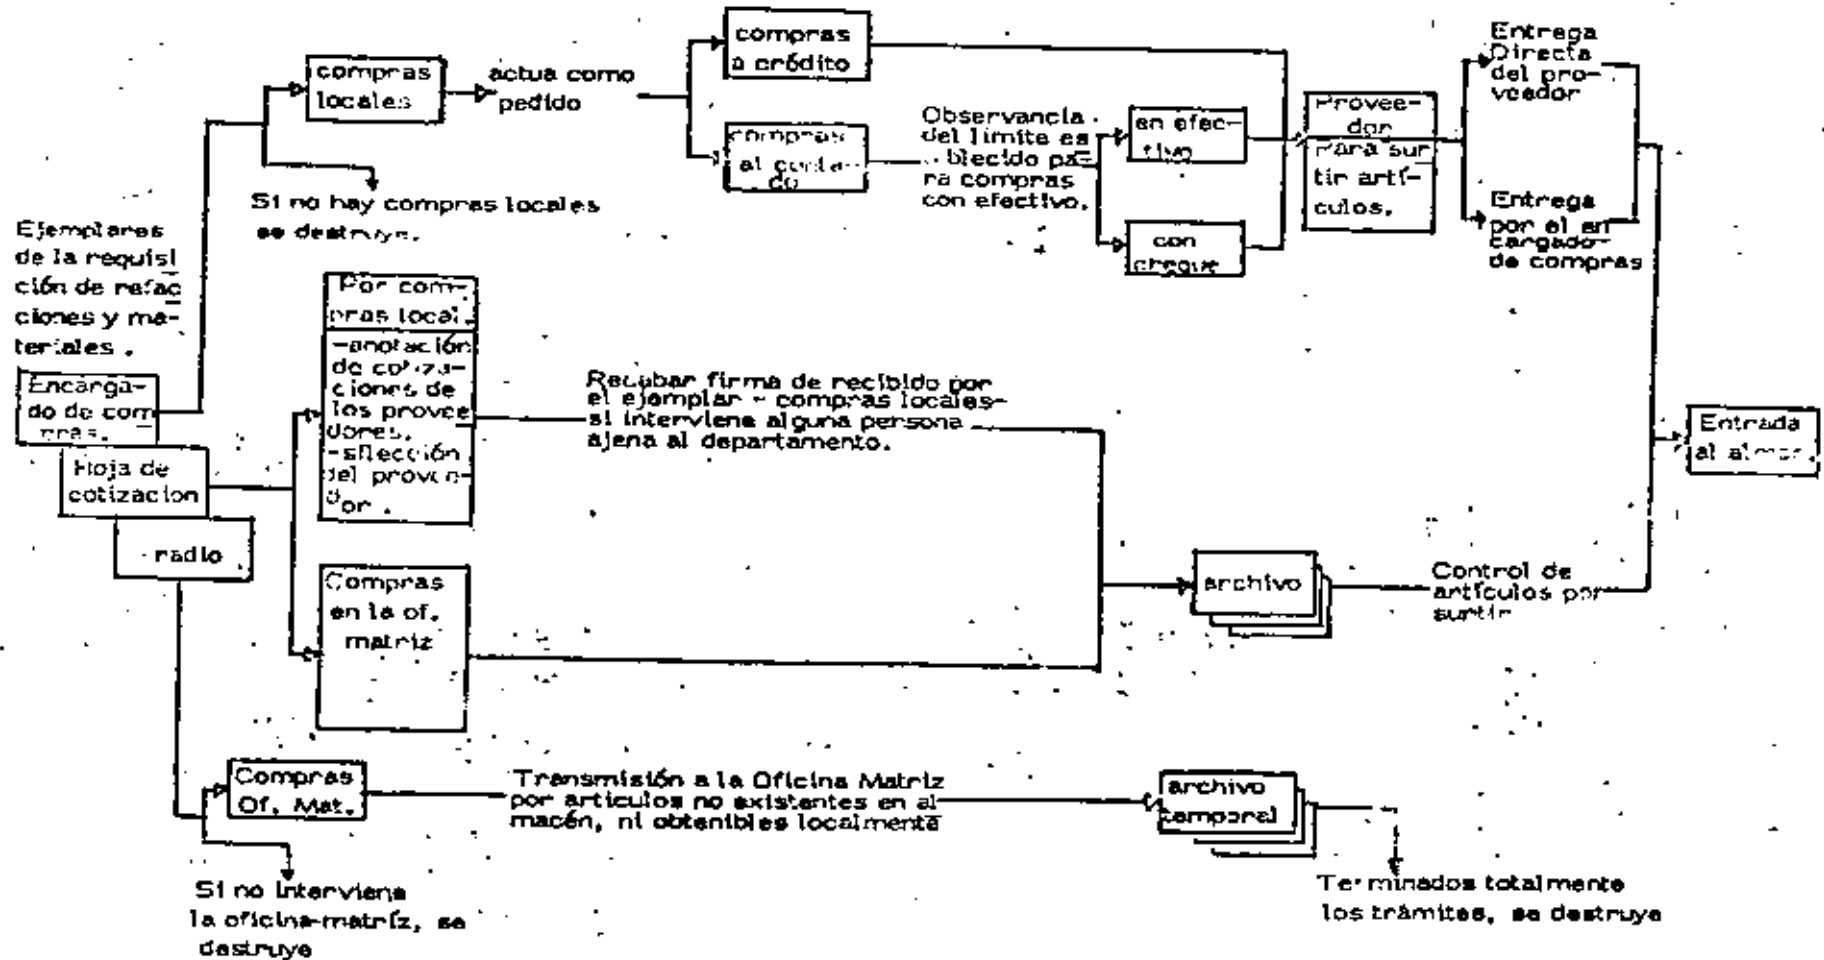 compras
a crédito
Entrega
Directa
del pro-
veedor
compras
locales
actua como
pedido
compras
al conta-
do
Observancia
del límite es
blecido pa-
ra compras
con efectivo.
en efec-
tivo
Provee-
dor
Para sur
tir artí-
culos.
con
cheque
Entrega
por el en
cargado
de compras
Si no hay compras locales
se destruye.
Ejemplares
de la requisi
ción de refac
ciones y ma-
teriales .
Encarga-
do de com
pras.
Hoja de
cotizacion
radio
Por com-
pras local.
-anotación
de cotiza-
ciones de
los provee
dores.
-sflección
del provee-
dor .
Recabar firma de recibido por
el ejemplar - compras locales-
si interviene alguna persona
ajena al departamento.
Compras
en la of.
matriz
archivo
Control de
artículos por
surtir
Entrada
al almac.
Compras
Of. Mat.
Transmisión a la Oficina Matriz
por artículos no existentes en al
macén, ni obtenibles localmente
archivo
temporal
Si no interviene
la oficina-matríz, se
destruye
Terminados totalmente
los trámites, se destruye